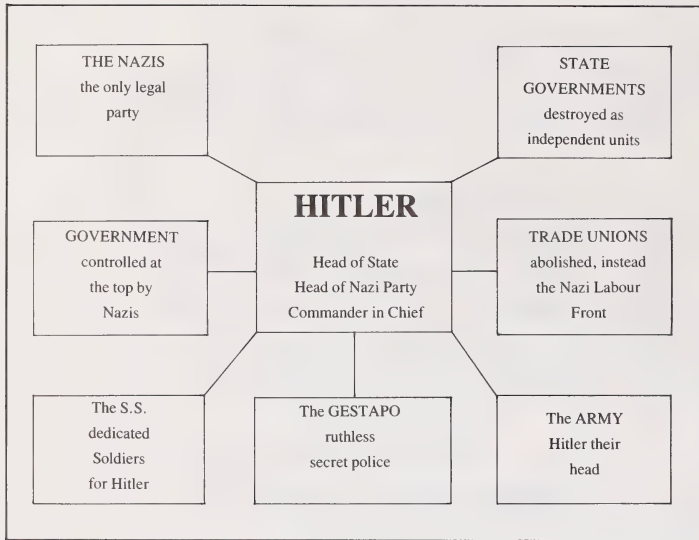 THE NAZIS
the only legal
party
STATE
GOVERNMENTS
destroyed as
independent units
HITLER
Head of State
Head of Nazi Party
Commander in Chief
GOVERNMENT
controlled at
the top by
Nazis
TRADE UNIONS
abolished, instead
the Nazi Labour
Front
The S.S.
dedicated
Soldiers
for Hitler
The GESTAPO
ruthless
secret police
The ARMY
Hitler their
head